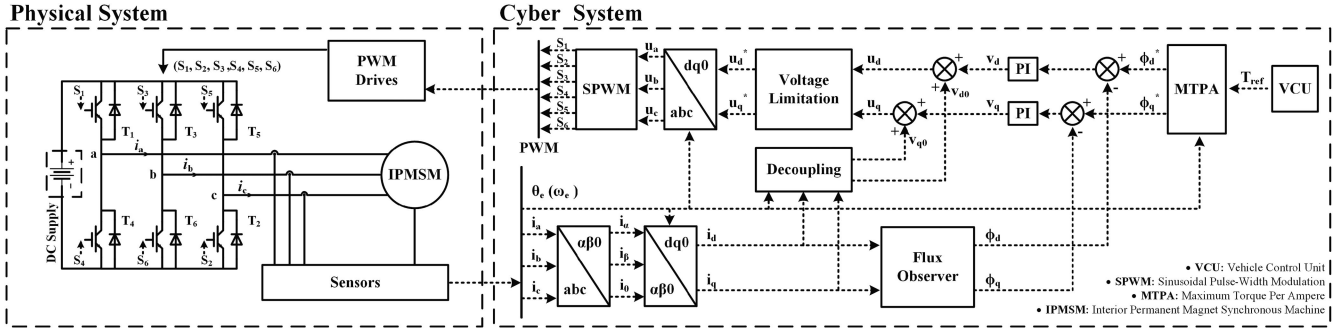 Physical System
Cyber System
(S1, S2, S3, S4, S5, S6)
PWM
Drives
S1
S3
S5
T1
T3
T5
a
ia
b
ib
c
ic
IPMSM
DC Supply
+
-
T4
T6
T2
S4
S6
S2
Sensors
S1
S2
S3
S4
S5
S6
PWM
SPWM
ua
ub
uc
dq0
abc
ud*
uq*
Voltage
Limitation
ud
uq
+
+
vd
vd0
+
+
vq
vq0
PI
PI
+
-
+
-
ϕd*
ϕq*
MTPA
Tref
VCU
Decoupling
θe (ωe)
ia
ib
ic
αβ0
abc
iα
iβ
i0
dq0
αβ0
id
iq
Flux
Observer
ϕd
ϕq
• VCU: Vehicle Control Unit
• SPWM: Sinusoidal Pulse-Width Modulation
• MTPA: Maximum Torque Per Ampere
• IPMSM: Interior Permanent Magnet Synchronous Machine